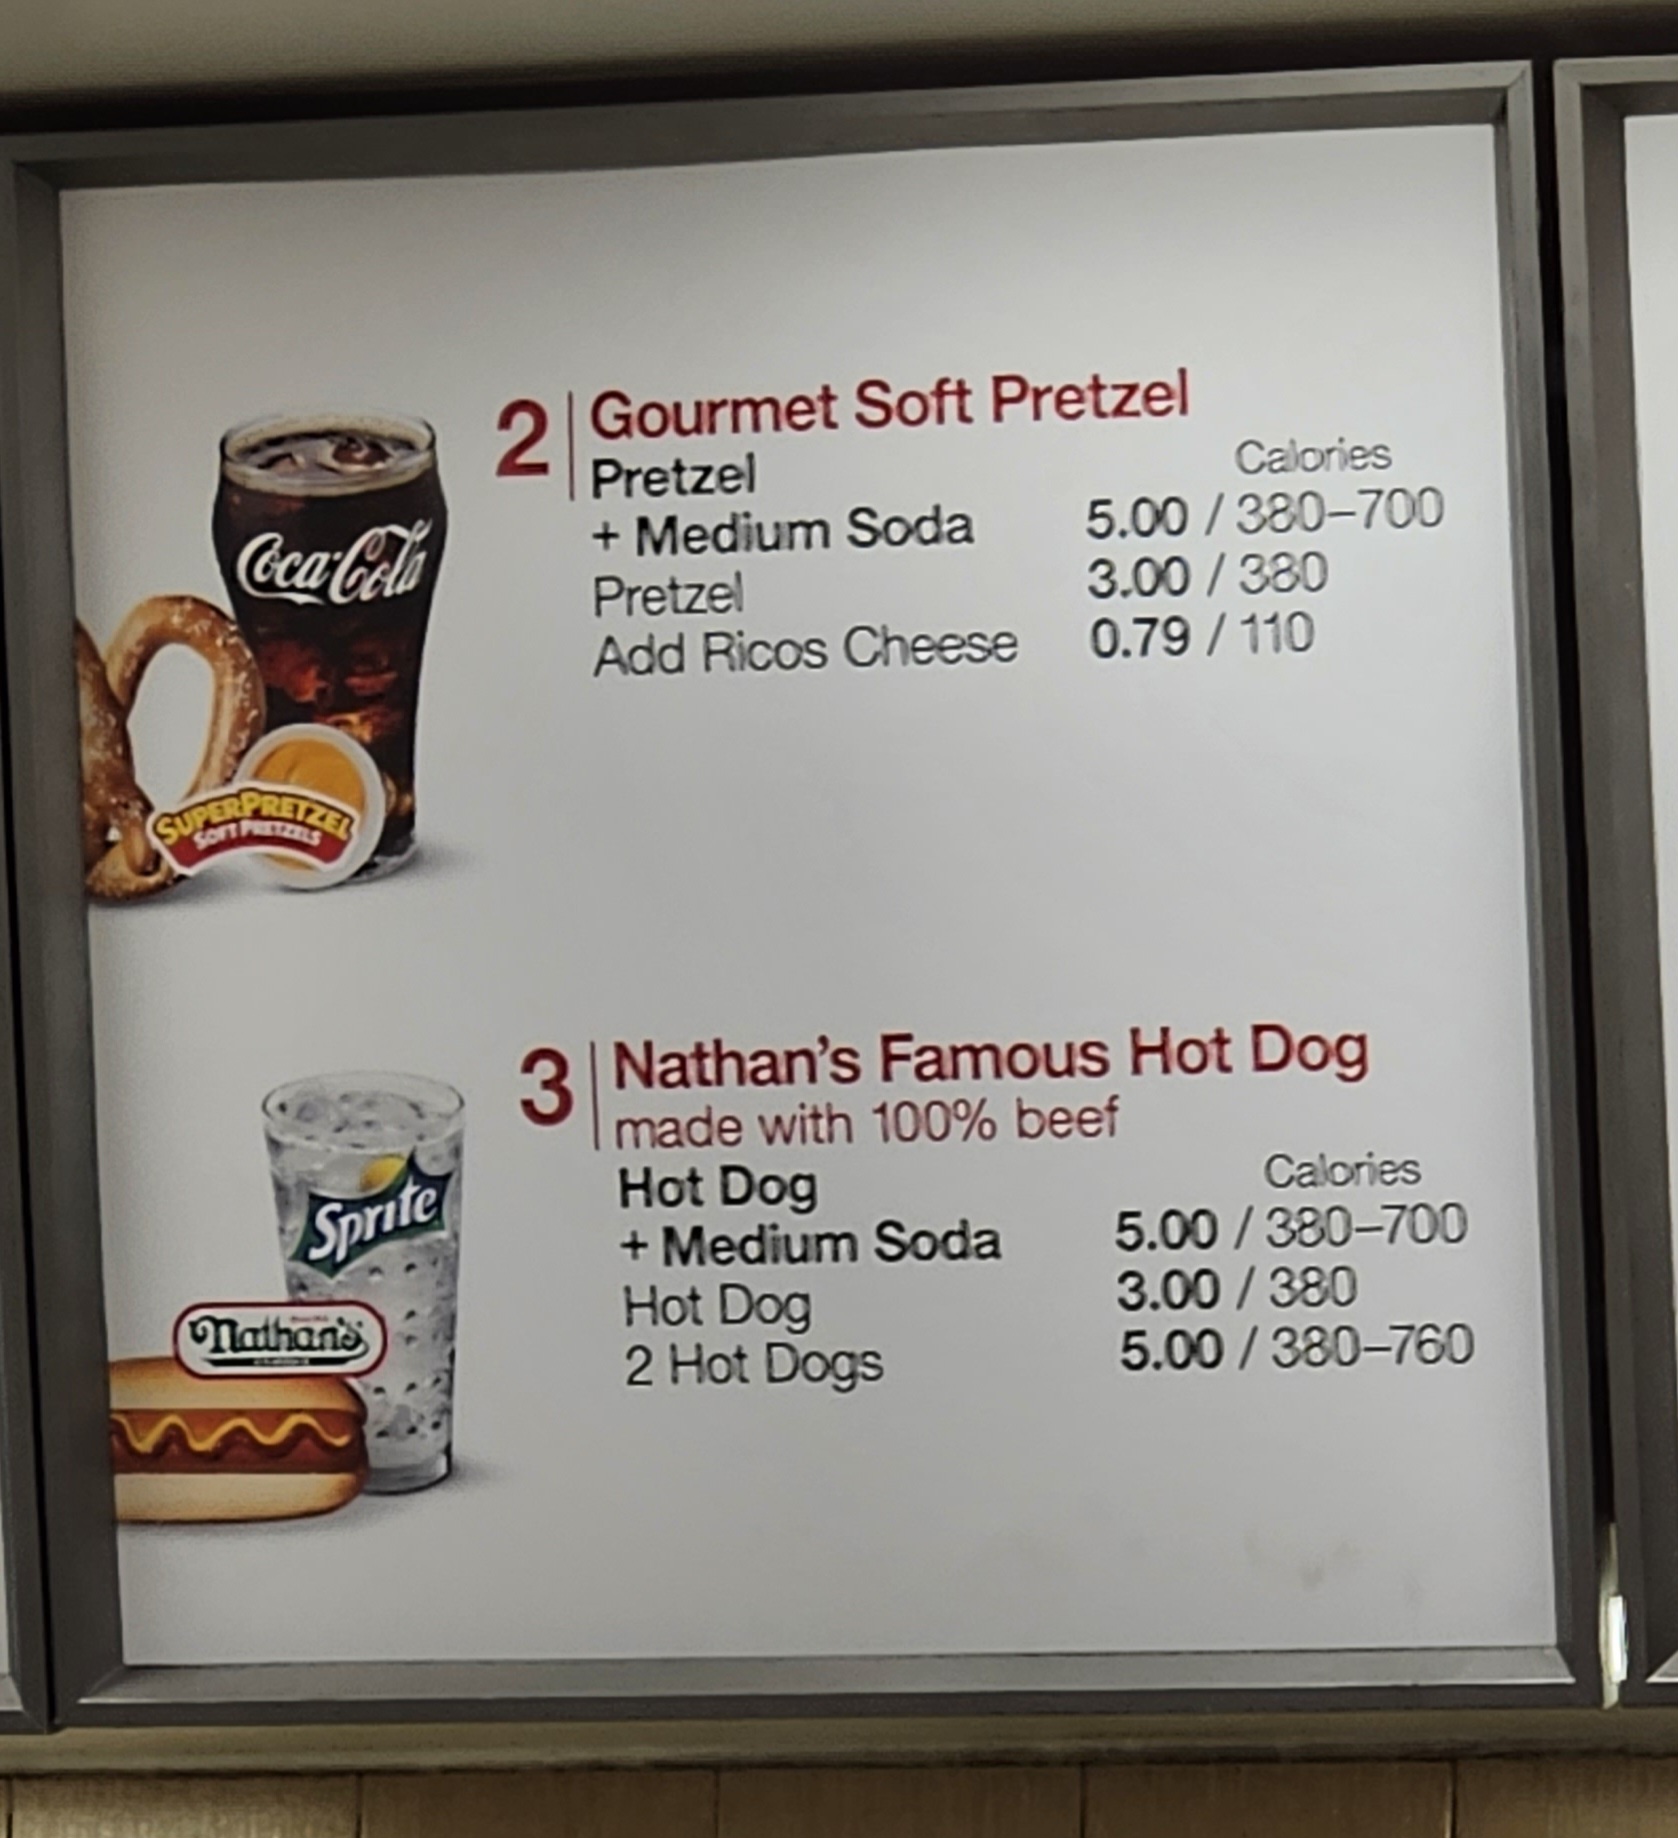 2 | Gourmet Soft Pretzel
Pretzel
Calories
+ Medium Soda 5.00 / 380–700
Pretzel 3.00 / 380
Add Ricos Cheese 0.79 / 110
Coca-Cola
SUPERPRETZEL
SOFT PRETZELS
3 | Nathan's Famous Hot Dog
made with 100% beef
Hot Dog
Calories
+ Medium Soda 5.00 / 380–700
Hot Dog 3.00 / 380
2 Hot Dogs 5.00 / 380–760
Sprite
Nathan's